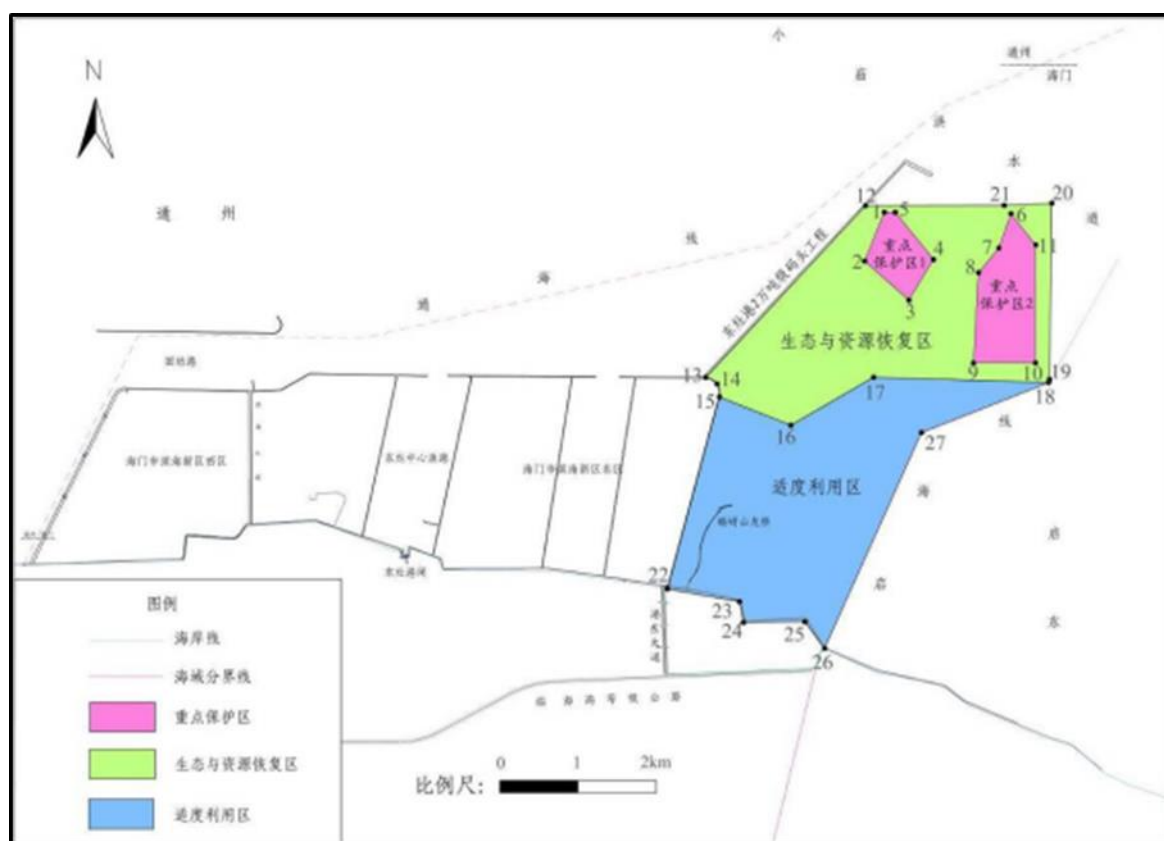 小
庙
洪
水
道
通州
海门
N
通 州
通
海
线
12
21
20
1
5
6
2
4
7
11
8
3
重点
保护区1
重点
保护区2
9
10
19
18
生态与资源恢复区
东灶港2万吨级码头工程
13
14
15
16
17
27
海门市滨海新区西区
东灶中心渔港
海门市滨海新区东区
适度利用区
蛎岈山大桥
线
海
启
启
东
东灶港闸
22
23
24
25
26
港东大道
图例
海岸线
海域分界线
重点保护区
生态与资源恢复区
适度利用区
0 1 2km
比例尺：